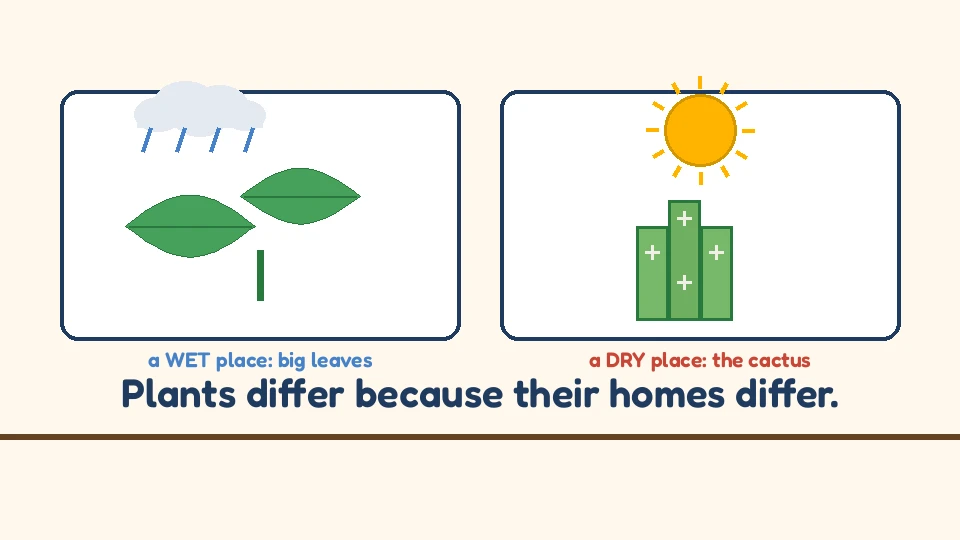 a WET place: big leaves
a DRY place: the cactus
Plants differ because their homes differ.